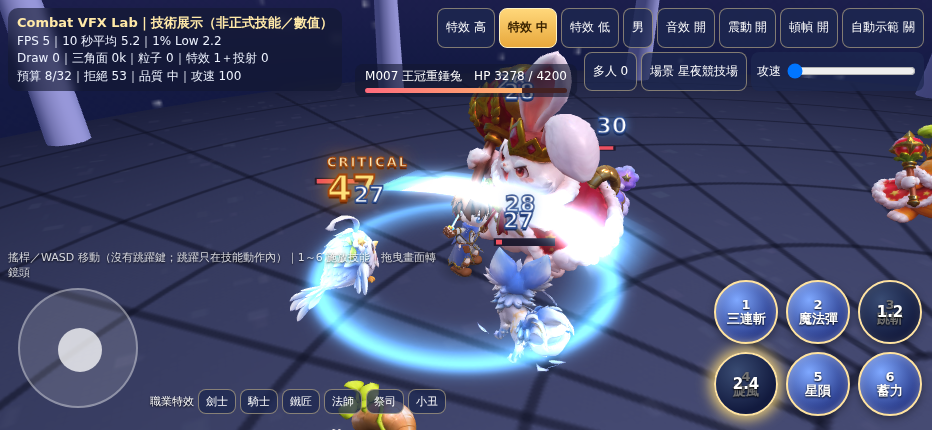 Combat VFX Lab｜技術展示（非正式技能／數值）
FPS 5｜10 秒平均 5.2｜1% Low 2.2
Draw 0｜三角面 0k｜粒子 0｜特效 1＋投射 0
預算 8/32｜拒絕 53｜品質 中｜攻速 100
特效 高
特效 中
特效 低
男
音效 開
震動 開
頓幀 開
自動示範 關
多人 0
場景 星夜競技場
攻速
M007 王冠重錘兔 HP 3278 / 4200
28
30
CRITICAL
47
27
28
27
搖桿／WASD 移動（沒有跳躍鍵；跳躍只在技能動作內）｜1～6 施放技能｜拖曳畫面轉
鏡頭
1
三連斬
2
魔法彈
3
1.2
跳斬
4
2.4
旋風
5
星隕
6
蓄力
職業特效
劍士
騎士
鐵匠
法師
祭司
小丑